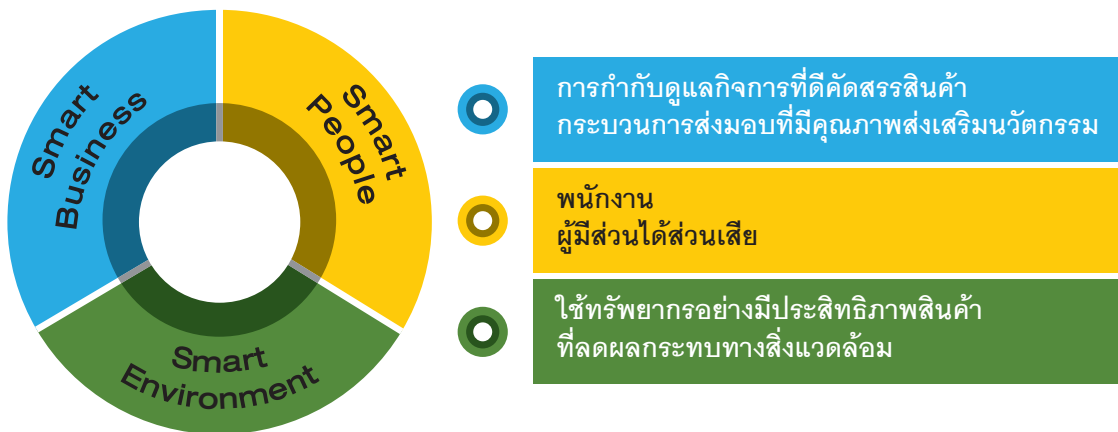 Smart
Business
Smart
People
Smart
Environment
การกำกับดูแลกิจการที่ดีคัดสรรสินค้า
กระบวนการส่งมอบที่มีคุณภาพส่งเสริมนวัตกรรม
พนักงาน
ผู้มีส่วนได้ส่วนเสีย
ใช้ทรัพยากรอย่างมีประสิทธิภาพสินค้า
ที่ลดผลกระทบทางสิ่งแวดล้อม